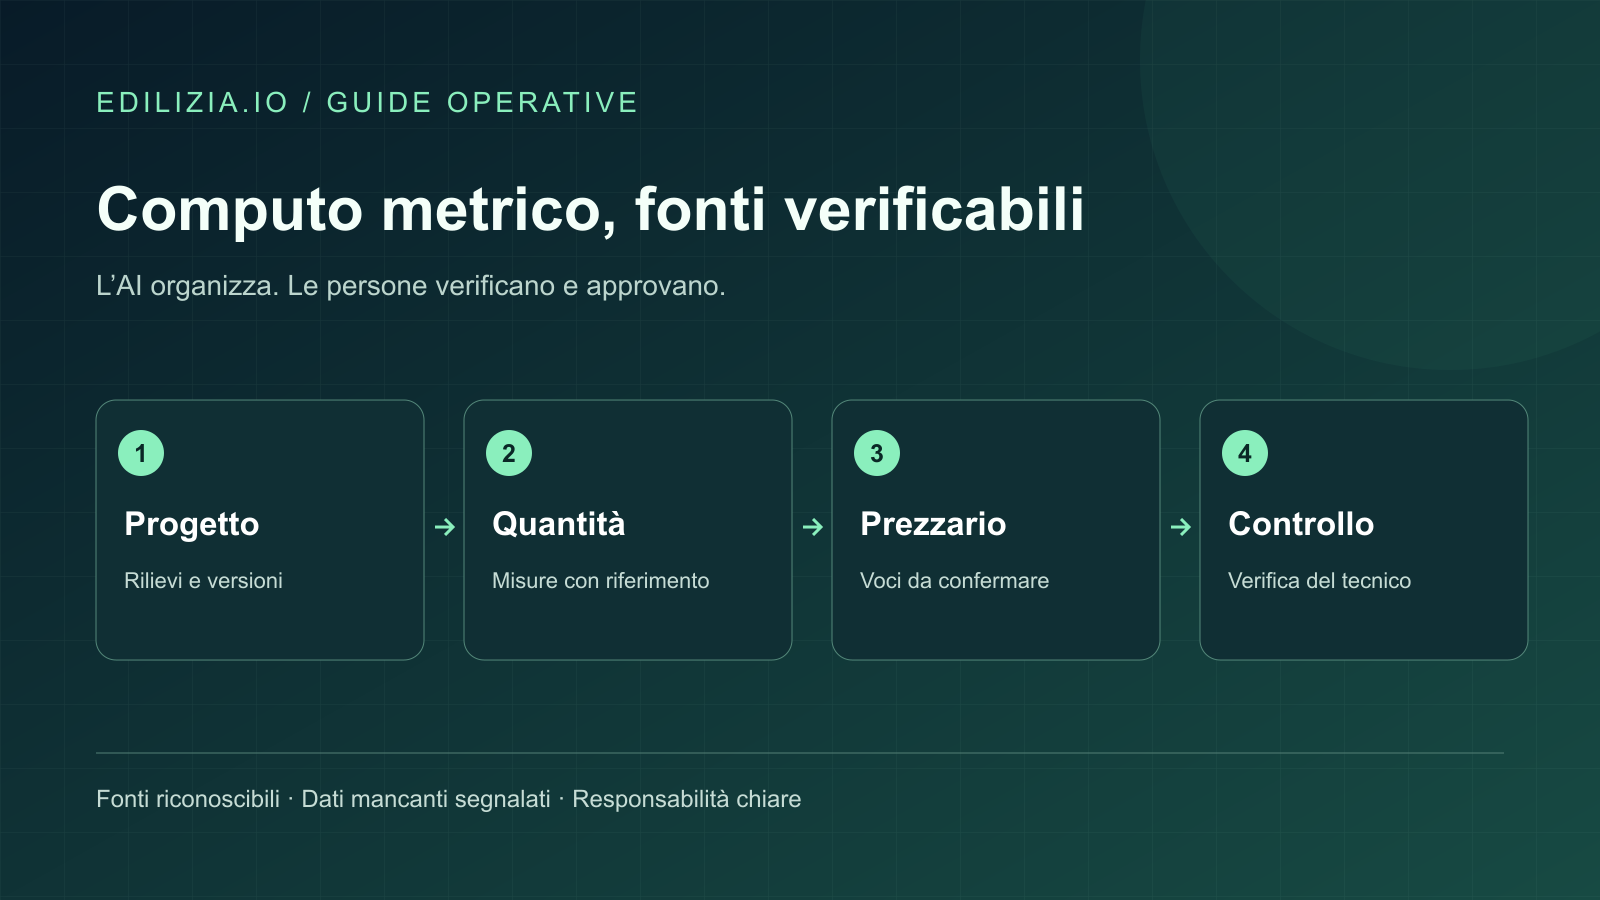 EDILIZIA.IO / GUIDE OPERATIVE
Computo metrico, fonti verificabili
L’AI organizza. Le persone verificano e approvano.
1
Progetto
Rilievi e versioni
→
2
Quantità
Misure con riferimento
→
3
Prezzario
Voci da confermare
→
4
Controllo
Verifica del tecnico
Fonti riconoscibili · Dati mancanti segnalati · Responsabilità chiare